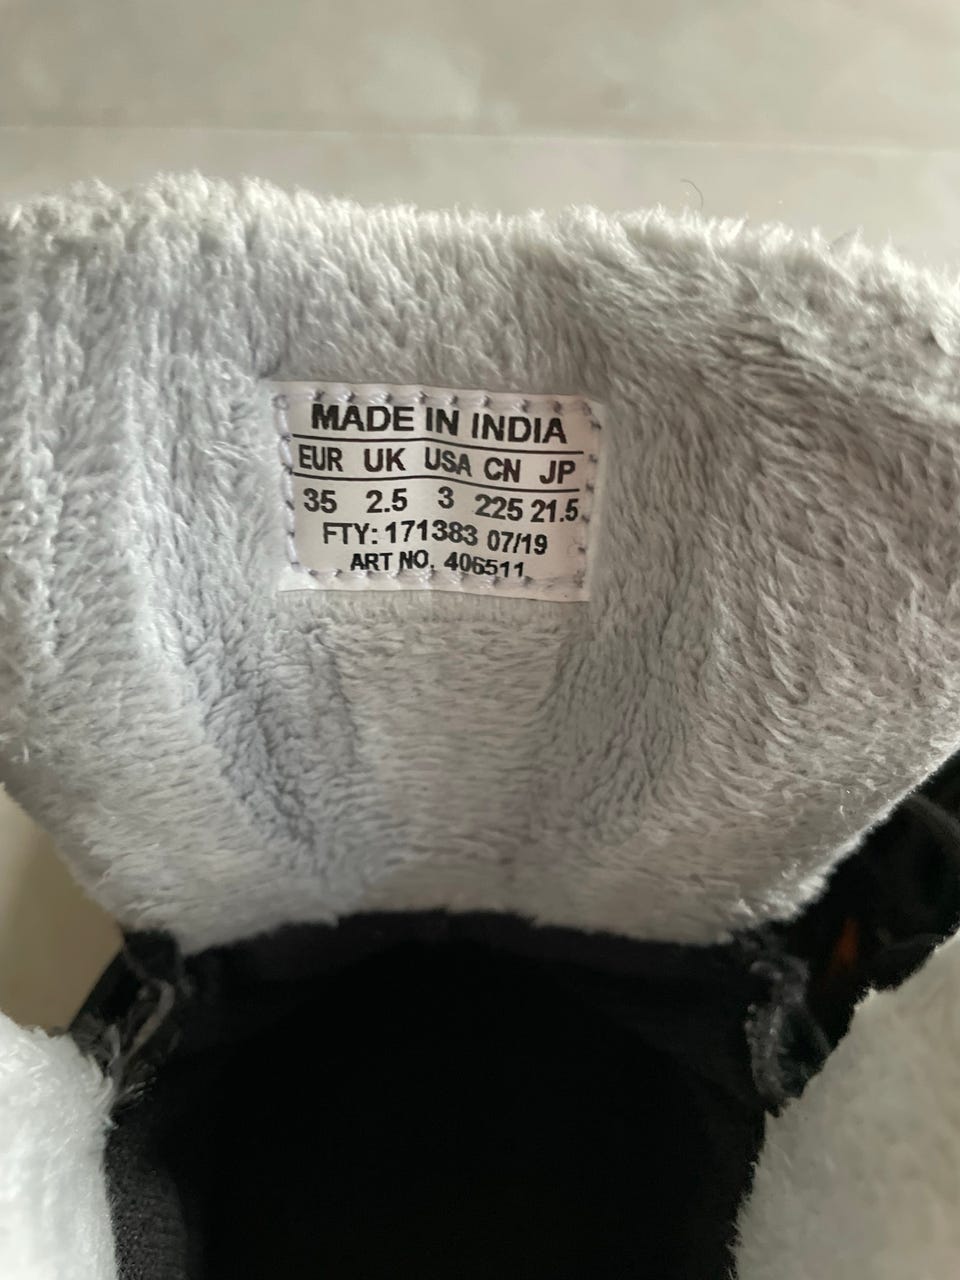 MADE IN INDIA
EUR UK USA CN JP
35 2.5 3 225 21.5
FTY: 171383 07/19
ART NO. 406511